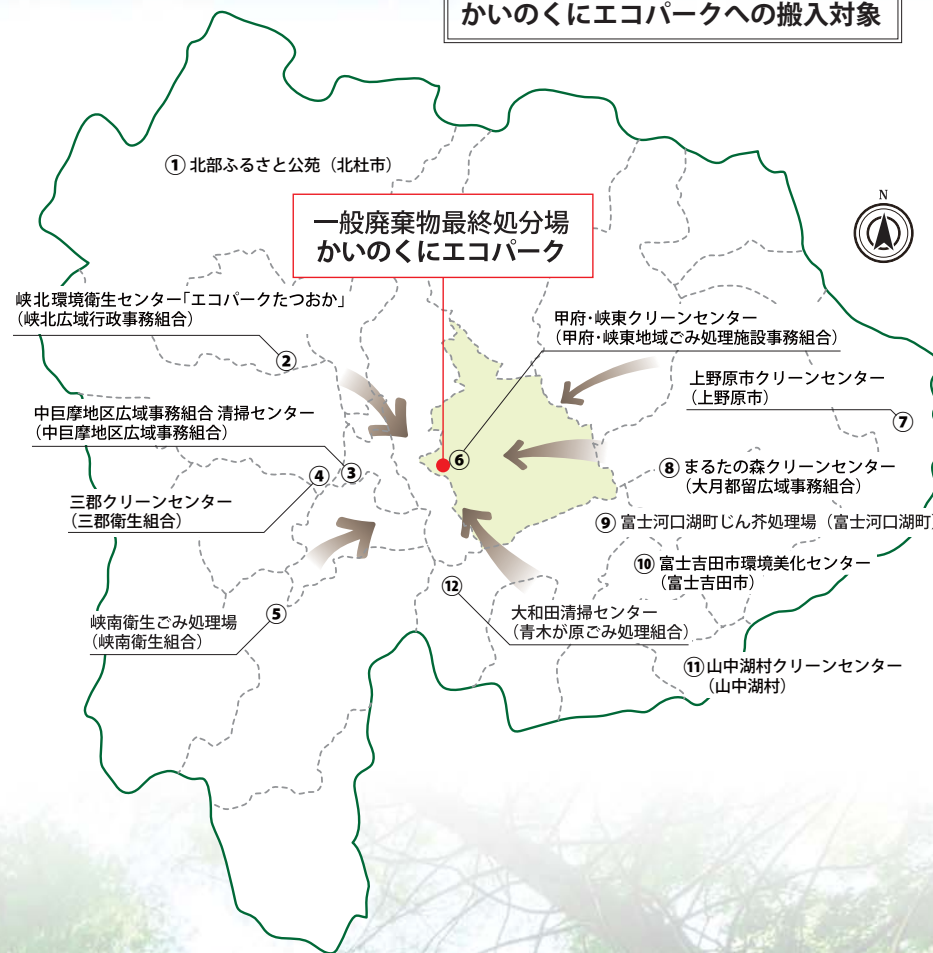 かいのくにエコパークへの搬入対象
① 北部ふるさと公苑（北杜市）
N
一般廃棄物最終処分場
かいのくにエコパーク
峡北環境衛生センター「エコパークたつおか」
（峡北広域行政事務組合）
②
甲府・峡東クリーンセンター
（甲府・峡東地域ごみ処理施設事務組合）
⑥
上野原市クリーンセンター
（上野原市）
⑦
中巨摩地区広域事務組合 清掃センター
（中巨摩地区広域事務組合）
③
④
三郡クリーンセンター
（三郡衛生組合）
⑧ まるたの森クリーンセンター
（大月都留広域事務組合）
⑨ 富士河口湖町じん芥処理場（富士河口湖町）
⑩ 富士吉田市環境美化センター
（富士吉田市）
⑫
大和田清掃センター
（青木が原ごみ処理組合）
⑤
峡南衛生ごみ処理場
（峡南衛生組合）
⑪ 山中湖村クリーンセンター
（山中湖村）